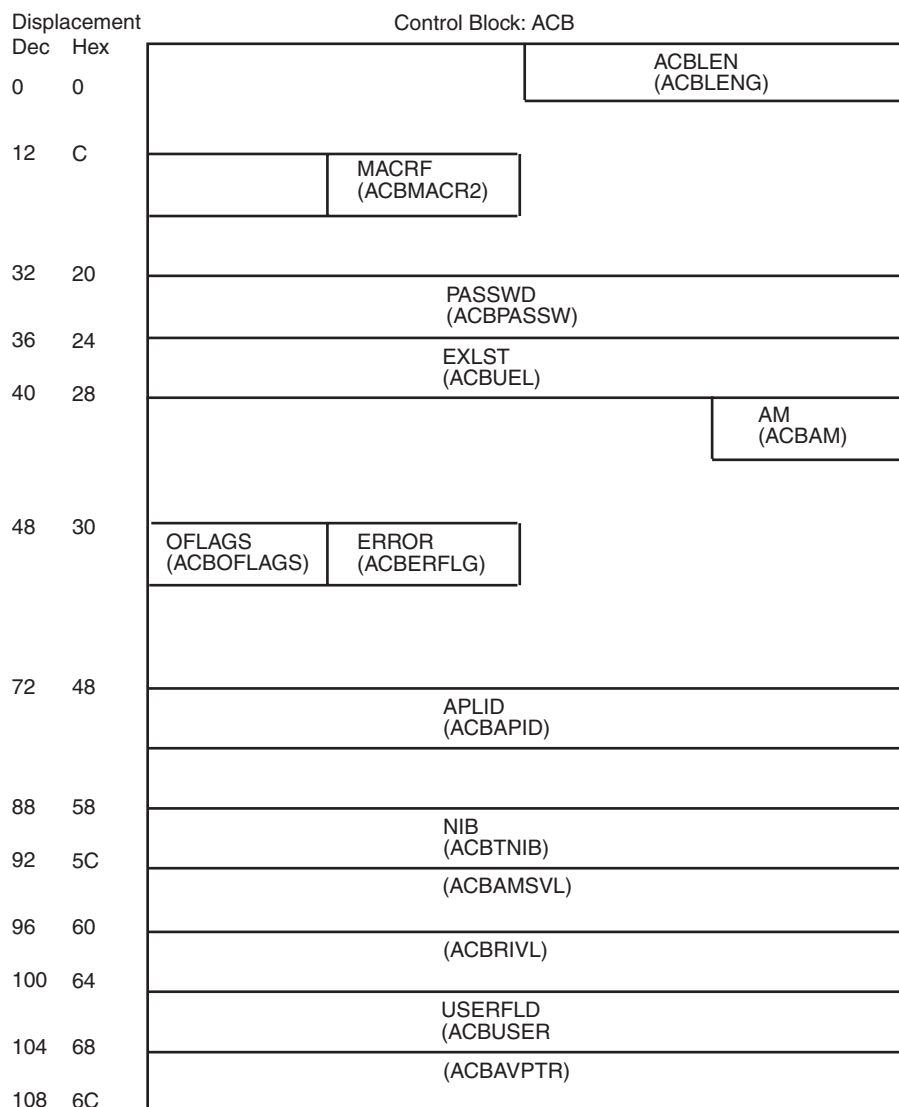 Displacement
Control Block: ACB
Dec Hex
ACBLEN
(ACBLENG)
0 0
12 C
MACRF
(ACBMACR2)
32 20
PASSWD
(ACBPASSW)
36 24
EXLST
(ACBUEL)
40 28
AM
(ACBAM)
48 30
OFLAGS
(ACBOFLAGS)
ERROR
(ACBERFLG)
72 48
APLID
(ACBAPID)
88 58
NIB
(ACBTNIB)
92 5C
(ACBAMSVL)
96 60
(ACBRIVL)
100 64
USERFLD
(ACBUSER
104 68
(ACBAVPTR)
108 6C